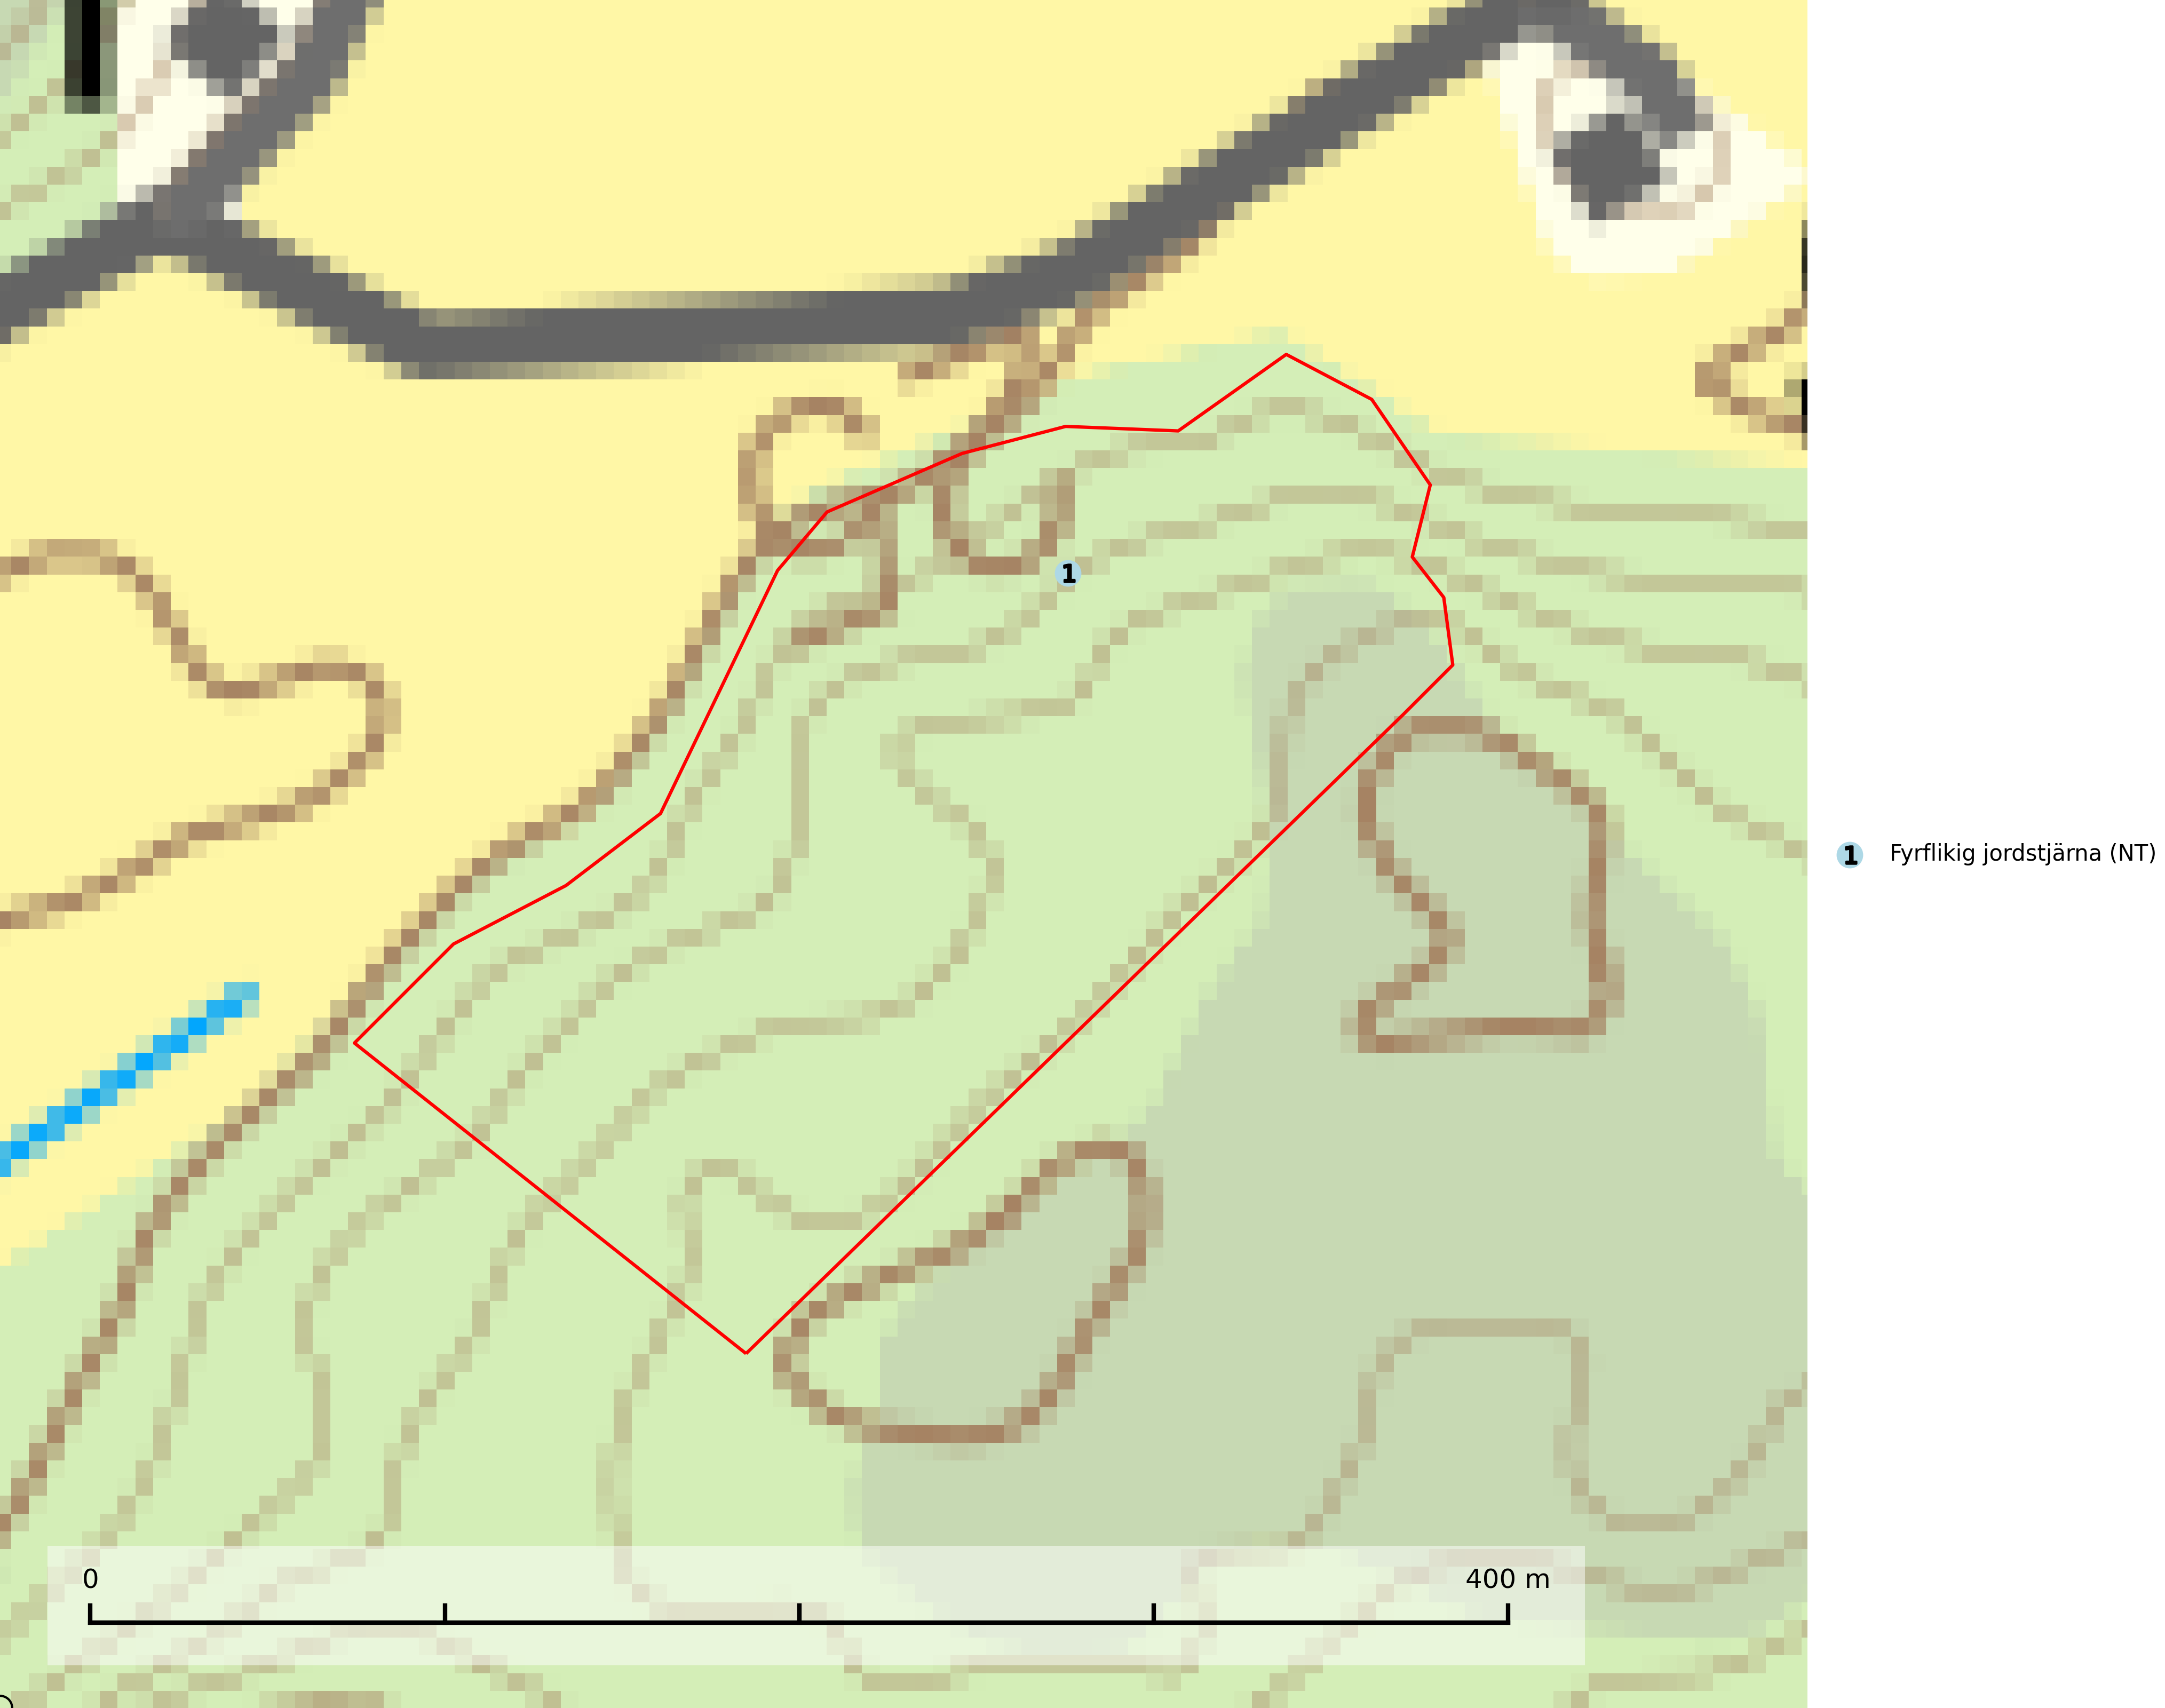 1
1 Fyrflikig jordstjärna (NT)
0 400 m